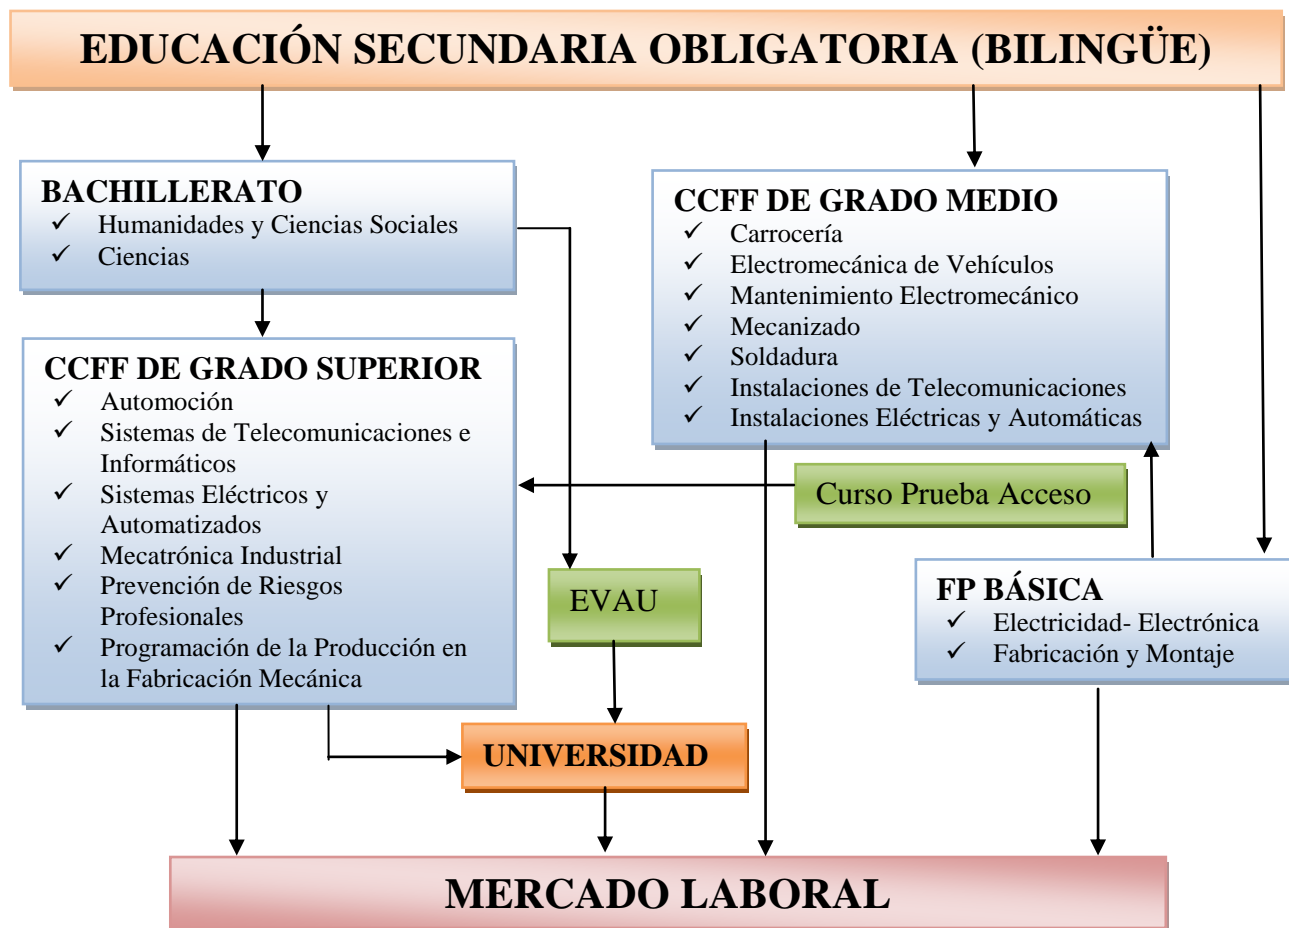 EDUCACIÓN SECUNDARIA OBLIGATORIA (BILINGÜE)
BACHILLERATO
✓ Humanidades y Ciencias Sociales
✓ Ciencias
CCFF DE GRADO MEDIO
✓ Carrocería
✓ Electromecánica de Vehículos
✓ Mantenimiento Electromecánico
✓ Mecanizado
✓ Soldadura
✓ Instalaciones de Telecomunicaciones
✓ Instalaciones Eléctricas y Automáticas
CCFF DE GRADO SUPERIOR
✓ Automoción
✓ Sistemas de Telecomunicaciones e
Informáticos
✓ Sistemas Eléctricos y
Automatizados
✓ Mecatrónica Industrial
✓ Prevención de Riesgos
Profesionales
✓ Programación de la Producción en
la Fabricación Mecánica
Curso Prueba Acceso
EVAU
FP BÁSICA
✓ Electricidad- Electrónica
✓ Fabricación y Montaje
UNIVERSIDAD
MERCADO LABORAL